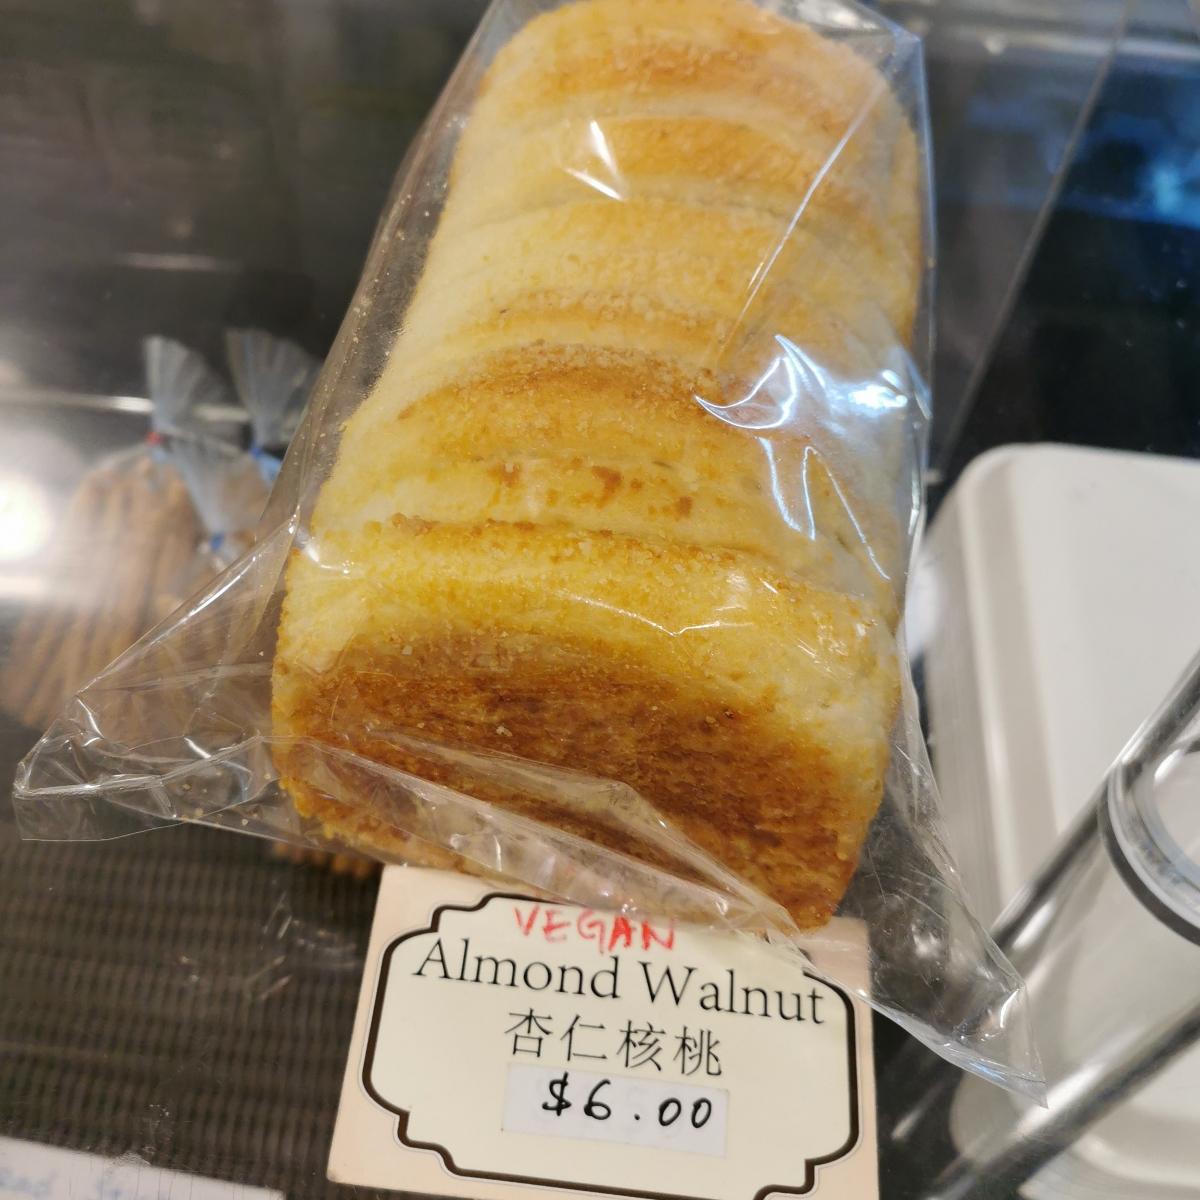 VEGAN
Almond Walnut
杏仁核桃
$6.00